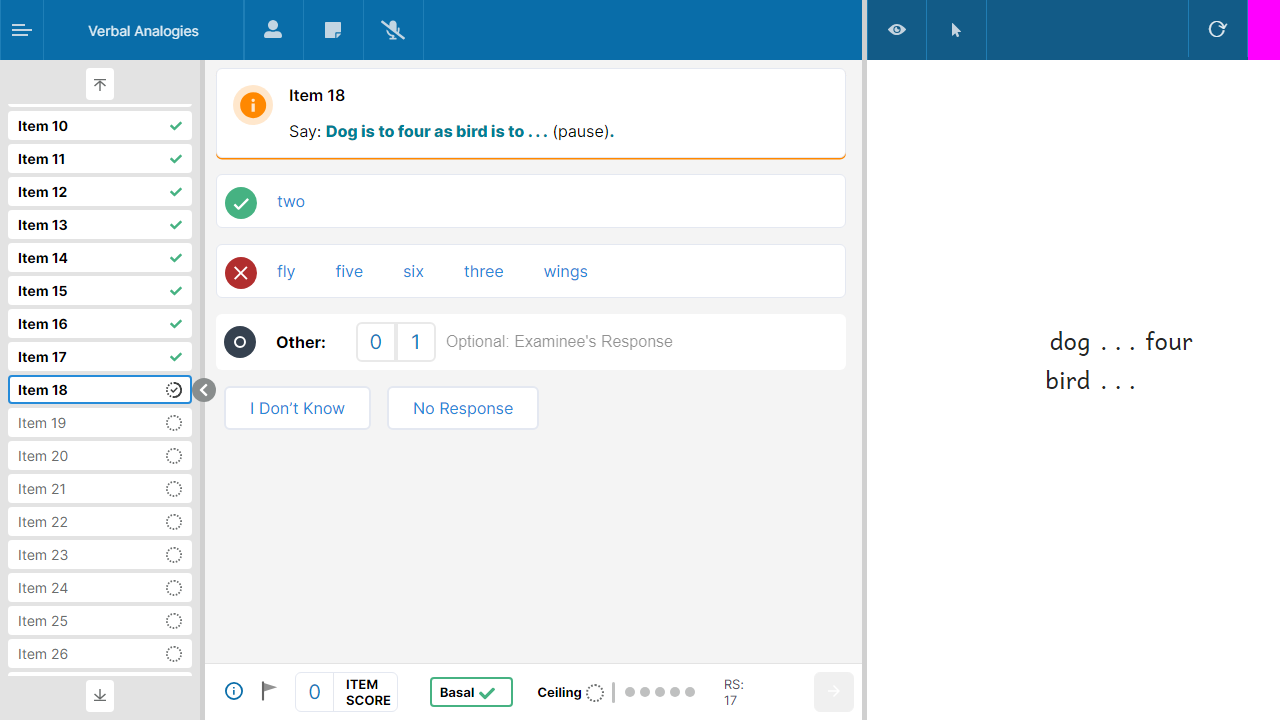 Verbal Analogies
Item 10
Item 11
Item 12
Item 13
Item 14
Item 15
Item 16
Item 17
Item 18
Item 19
Item 20
Item 21
Item 22
Item 23
Item 24
Item 25
Item 26
Item 18
Say: Dog is to four as bird is to . . . (pause).
two
fly five six three wings
Other: 0 1 Optional: Examinee's Response
I Don't Know No Response
0 ITEM SCORE Basal Ceiling RS: 17
dog . . . four
bird . . .